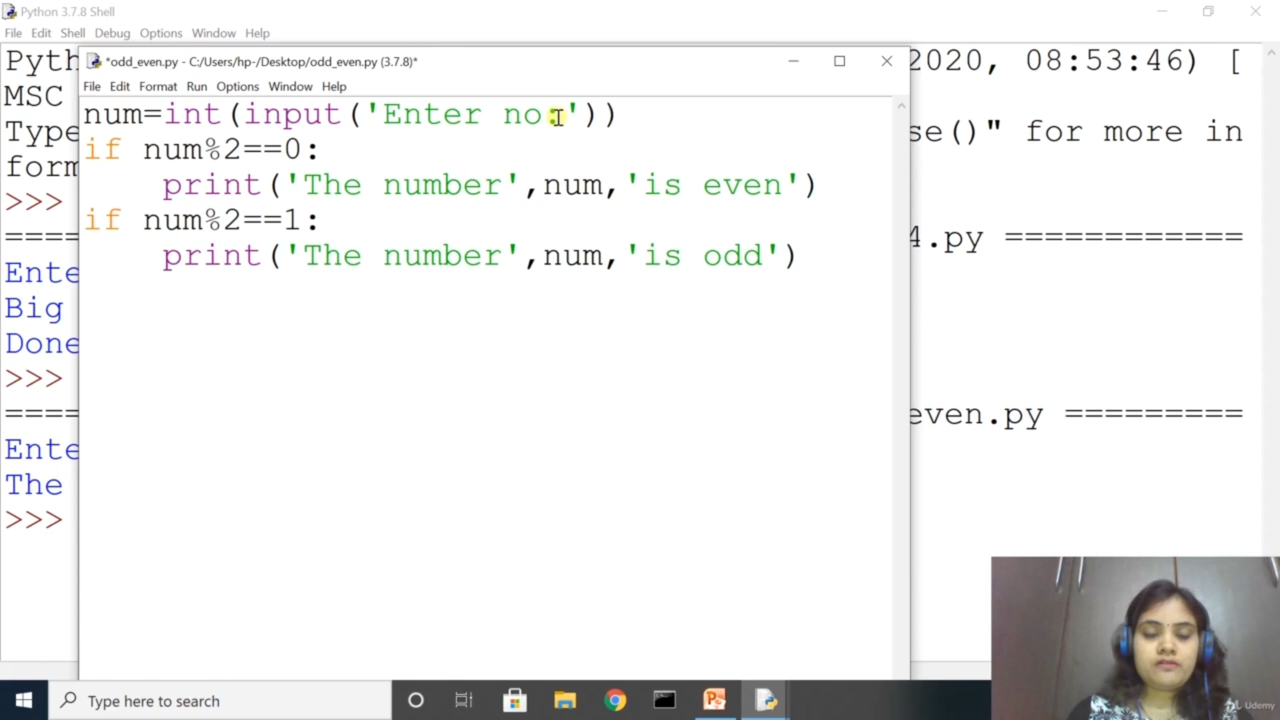 Python 3.7.8 Shell
File Edit Shell Debug Options Window Help
Pyth
2020, 08:53:46) [
MSC
Type
se()" for more in
form
>>>
====
4.py ============
Ente
Big
Done
>>>
====
even.py =========
Ente
The
>>>
*odd_even.py - C:/Users/hp-/Desktop/odd_even.py (3.7.8)*
File Edit Format Run Options Window Help
num=int(input('Enter no:'))
if num%2==0:
    print('The number',num,'is even')
if num%2==1:
    print('The number',num,'is odd')
Type here to search
Udemy